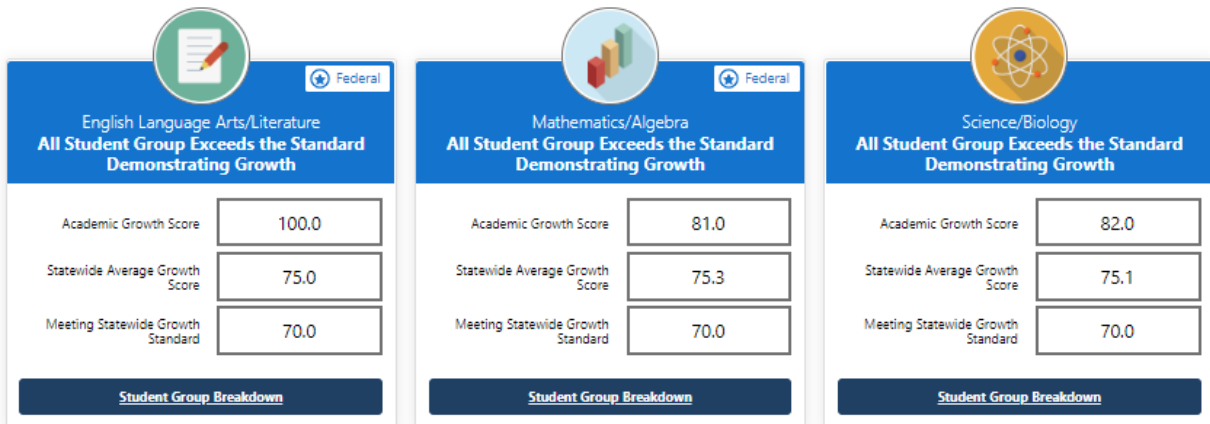 Federal
English Language Arts/Literature
All Student Group Exceeds the Standard
Demonstrating Growth
Academic Growth Score
100.0
Statewide Average Growth
Score
75.0
Meeting Statewide Growth
Standard
70.0
Student Group Breakdown
Federal
Mathematics/Algebra
All Student Group Exceeds the Standard
Demonstrating Growth
Academic Growth Score
81.0
Statewide Average Growth
Score
75.3
Meeting Statewide Growth
Standard
70.0
Student Group Breakdown
Science/Biology
All Student Group Exceeds the Standard
Demonstrating Growth
Academic Growth Score
82.0
Statewide Average Growth
Score
75.1
Meeting Statewide Growth
Standard
70.0
Student Group Breakdown